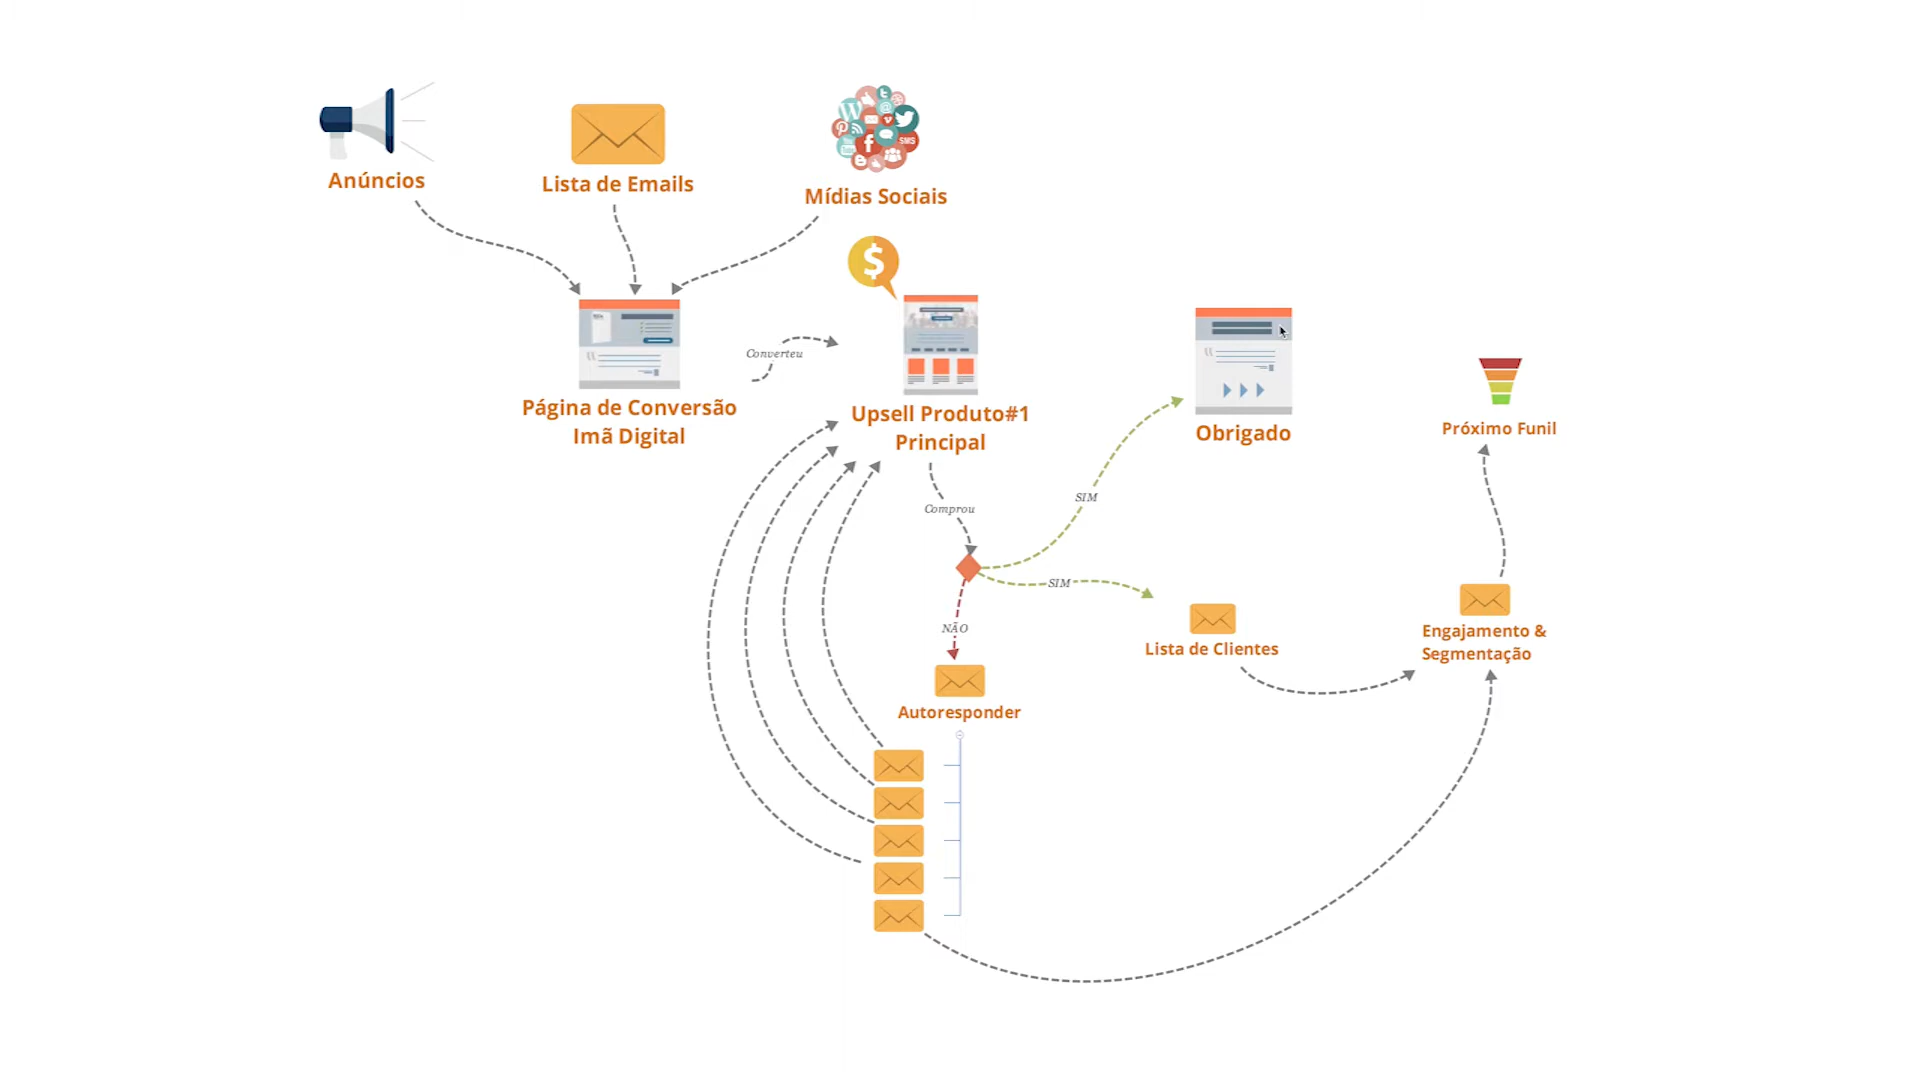 Anúncios
Lista de Emails
Mídias Sociais
SMS
$
Converteu
Página de Conversão
Imã Digital
Upsell Produto#1
Principal
Obrigado
Próximo Funil
Comprou
SIM
SIM
NÃO
Lista de Clientes
Engajamento &
Segmentação
Autoresponder